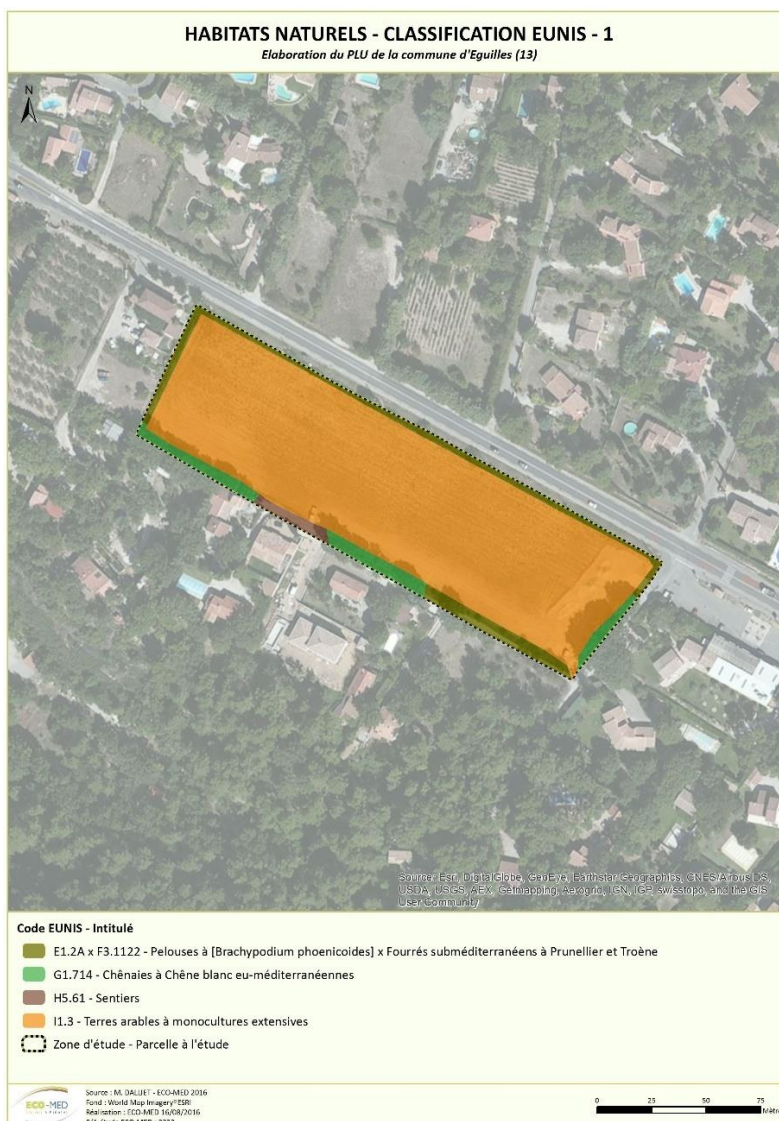 HABITATS NATURELS - CLASSIFICATION EUNIS - 1
Elaboration du PLU de la commune d'Eguilles (13)
N
Source: Esri, DigitalGlobe, GeoEye, Earthstar Geographics, CNES/Airbus DS,
USDA, USGS, AEX, Getmapping, Aerogrid, IGN, IGP, swisstopo, and the GIS
User Community
Code EUNIS - Intitulé
E1.2A x F3.1122 - Pelouses à [Brachypodium phoenicoides] x Fourrés subméditerranéens à Prunellier et Troène
G1.714 - Chênaies à Chêne blanc eu-méditerranéennes
H5.61 - Sentiers
I1.3 - Terres arables à monocultures extensives
Zone d'étude - Parcelle à l'étude
ECO-MED
Source : M. DALLIET - ECO-MED 2016
Fond : World Map Imagery®ESRI
Réalisation : ECO-MED 16/08/2016
0 25 50 75